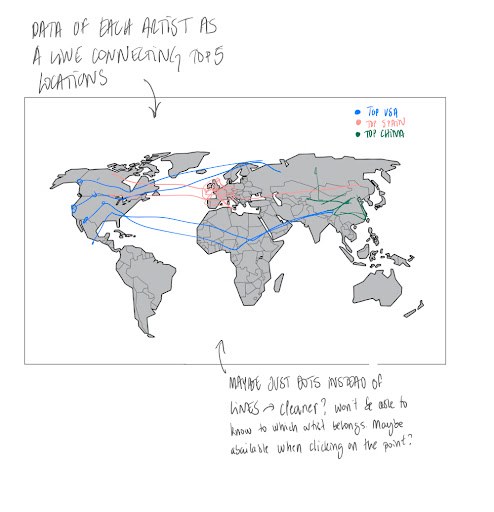 DATA OF EACH ARTIST AS
A LINE CONNECTING TOP 5
LOCATIONS
TOP USA
TOP SPAIN
TOP CHINA
MAYBE JUST DOTS INSTEAD OF
LINES → cleaner? won't be able to
know to which artist belongs. Maybe
available when clicking on the point?